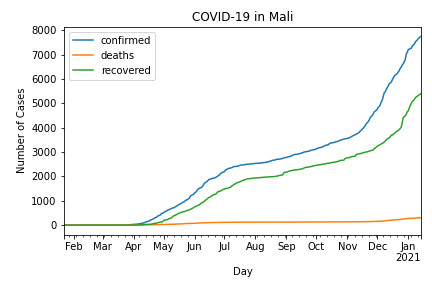 COVID-19 in Mali
confirmed
deaths
recovered
Number of Cases
8000
7000
6000
5000
4000
3000
2000
1000
0
Feb Mar Apr May Jun Jul Aug Sep Oct Nov Dec Jan
2021
Day